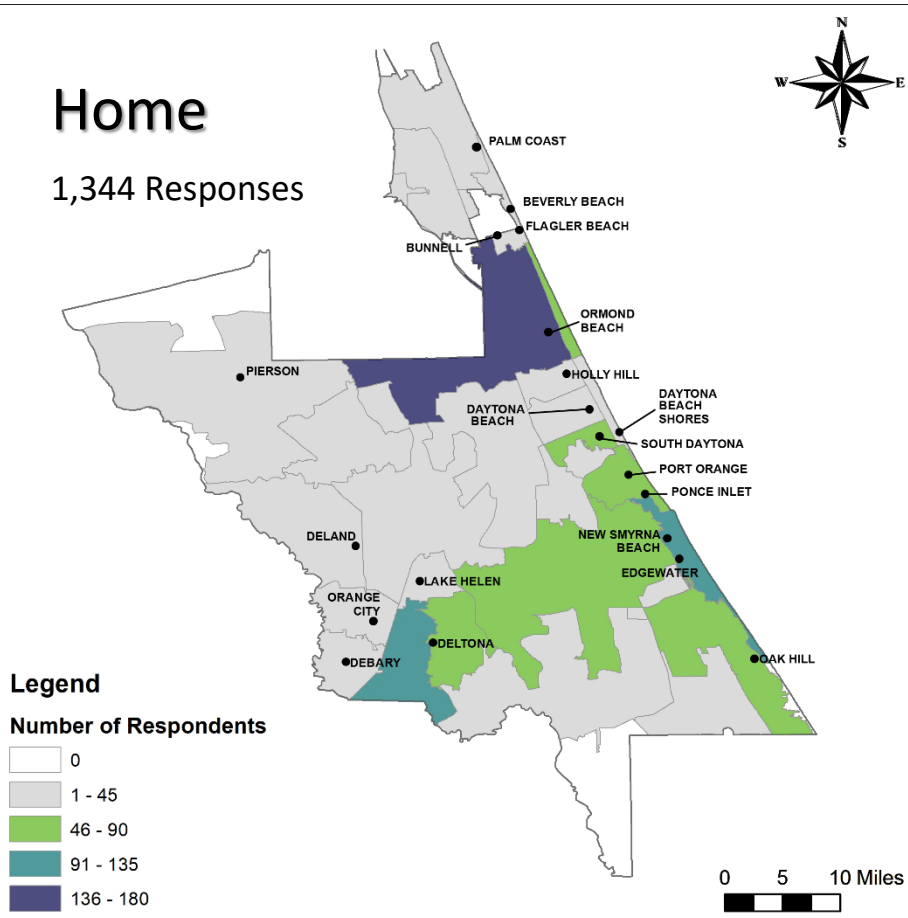 Home
1,344 Responses
N
W
E
S
PALM COAST
BEVERLY BEACH
FLAGLER BEACH
BUNNELL
ORMOND
BEACH
PIERSON
HOLLY HILL
DAYTONA
BEACH
DAYTONA
BEACH
SHORES
SOUTH DAYTONA
PORT ORANGE
PONCE INLET
DELAND
NEW SMYRNA
BEACH
EDGEWATER
LAKE HELEN
ORANGE
CITY
DELTONA
DEBARY
OAK HILL
Legend
Number of Respondents
0
1 - 45
46 - 90
91 - 135
136 - 180
0 5 10 Miles